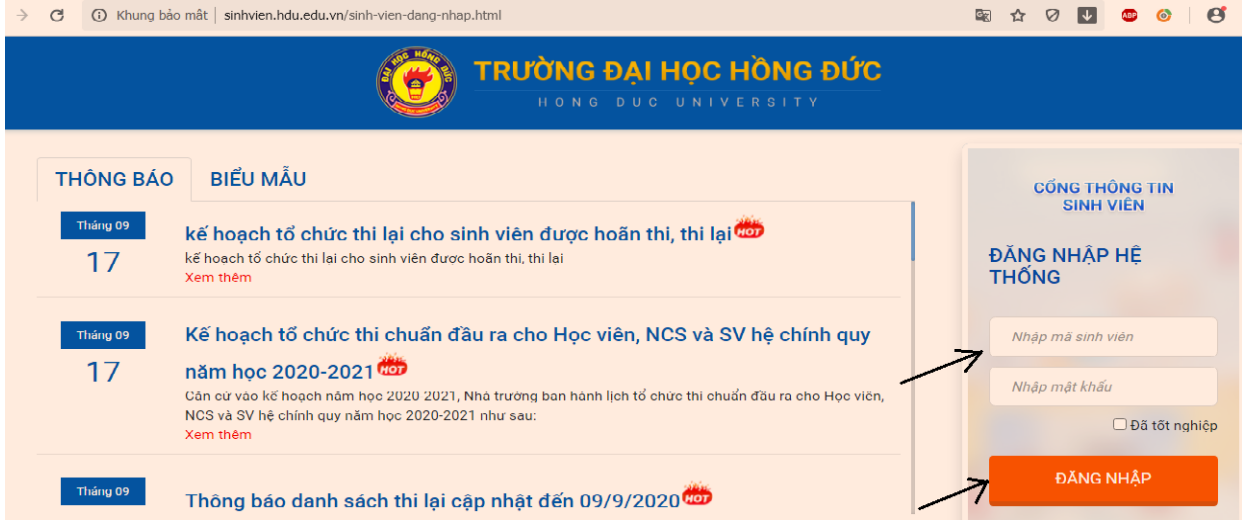 Khung bảo mật | sinhvien.hdu.edu.vn/sinh-vien-dang-nhap.html
ABP
ĐẠI HỌC HỒNG ĐỨC
TRƯỜNG ĐẠI HỌC HỒNG ĐỨC
HONG DUC UNIVERSITY
THÔNG BÁO BIỂU MẪU
Tháng 09
17
kế hoạch tổ chức thi lại cho sinh viên được hoãn thi, thi lại HOT
kế hoạch tổ chức thi lại cho sinh viên được hoãn thi, thi lại
Xem thêm
Tháng 09
17
Kế hoạch tổ chức thi chuẩn đầu ra cho Học viên, NCS và SV hệ chính quy
năm học 2020-2021 HOT
Căn cứ vào kế hoạch năm học 2020 2021, Nhà trường ban hành lịch tổ chức thi chuẩn đầu ra cho Học viên,
NCS và SV hệ chính quy năm học 2020-2021 như sau:
Xem thêm
Tháng 09
Thông báo danh sách thi lại cập nhật đến 09/9/2020 HOT
CỔNG THÔNG TIN
SINH VIÊN
ĐĂNG NHẬP HỆ
THỐNG
Nhập mã sinh viên
Nhập mật khẩu
Đã tốt nghiệp
ĐĂNG NHẬP